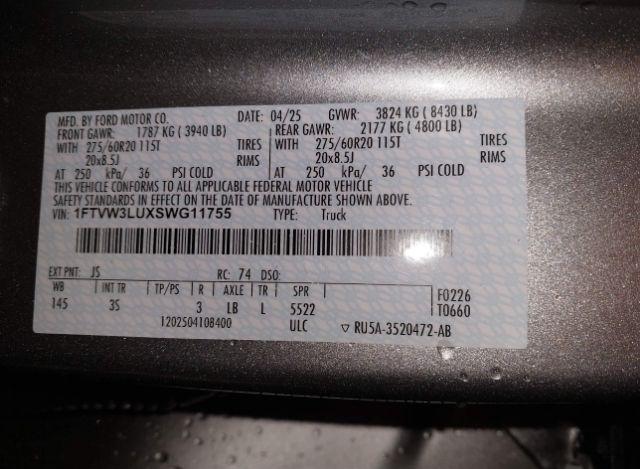 MFD. BY FORD MOTOR CO. DATE: 04/25 GVWR: 3824 KG ( 8430 LB)
FRONT GAWR: 1787 KG ( 3940 LB) REAR GAWR: 2177 KG ( 4800 LB)
WITH 275/60R20 115T TIRES WITH 275/60R20 115T TIRES
20x8.5J RIMS 20x8.5J RIMS
AT 250 kPa/ 36 PSI COLD AT 250 kPa/ 36 PSI COLD
THIS VEHICLE CONFORMS TO ALL APPLICABLE FEDERAL MOTOR VEHICLE
SAFETY STANDARDS IN EFFECT ON THE DATE OF MANUFACTURE SHOWN ABOVE.
VIN: 1FTVW3LUXSWG11755 TYPE: Truck
EXT PNT: JS RC: 74 DSO:
WB INT TR TP/PS R AXLE TR SPR F0226
145 3S 3 LB L 5522 T0660
1202504108400 ULC ▽ RU5A-3520472-AB